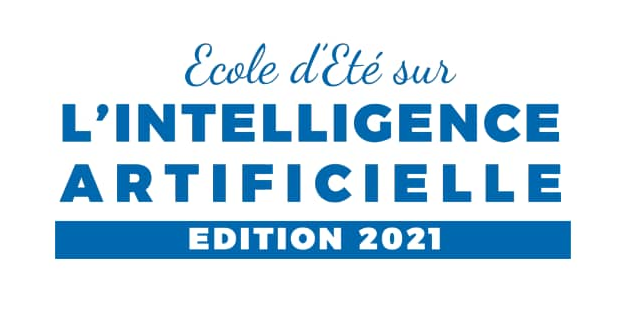 Ecole d'Eté sur
L'INTELLIGENCE
ARTIFICIELLE
EDITION 2021